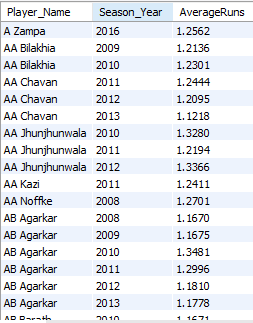 Player_Name Season_Year AverageRuns
A Zampa 2016 1.2562
AA Bilakhia 2009 1.2136
AA Bilakhia 2010 1.2301
AA Chavan 2011 1.2444
AA Chavan 2012 1.2095
AA Chavan 2013 1.1218
AA Jhunjhunwala 2010 1.3280
AA Jhunjhunwala 2011 1.2194
AA Jhunjhunwala 2012 1.3366
AA Kazi 2011 1.2411
AA Noffke 2008 1.2701
AB Agarkar 2008 1.1670
AB Agarkar 2009 1.1675
AB Agarkar 2010 1.3481
AB Agarkar 2011 1.2996
AB Agarkar 2012 1.1810
AB Agarkar 2013 1.1778
AB Barath 2010 1.1671